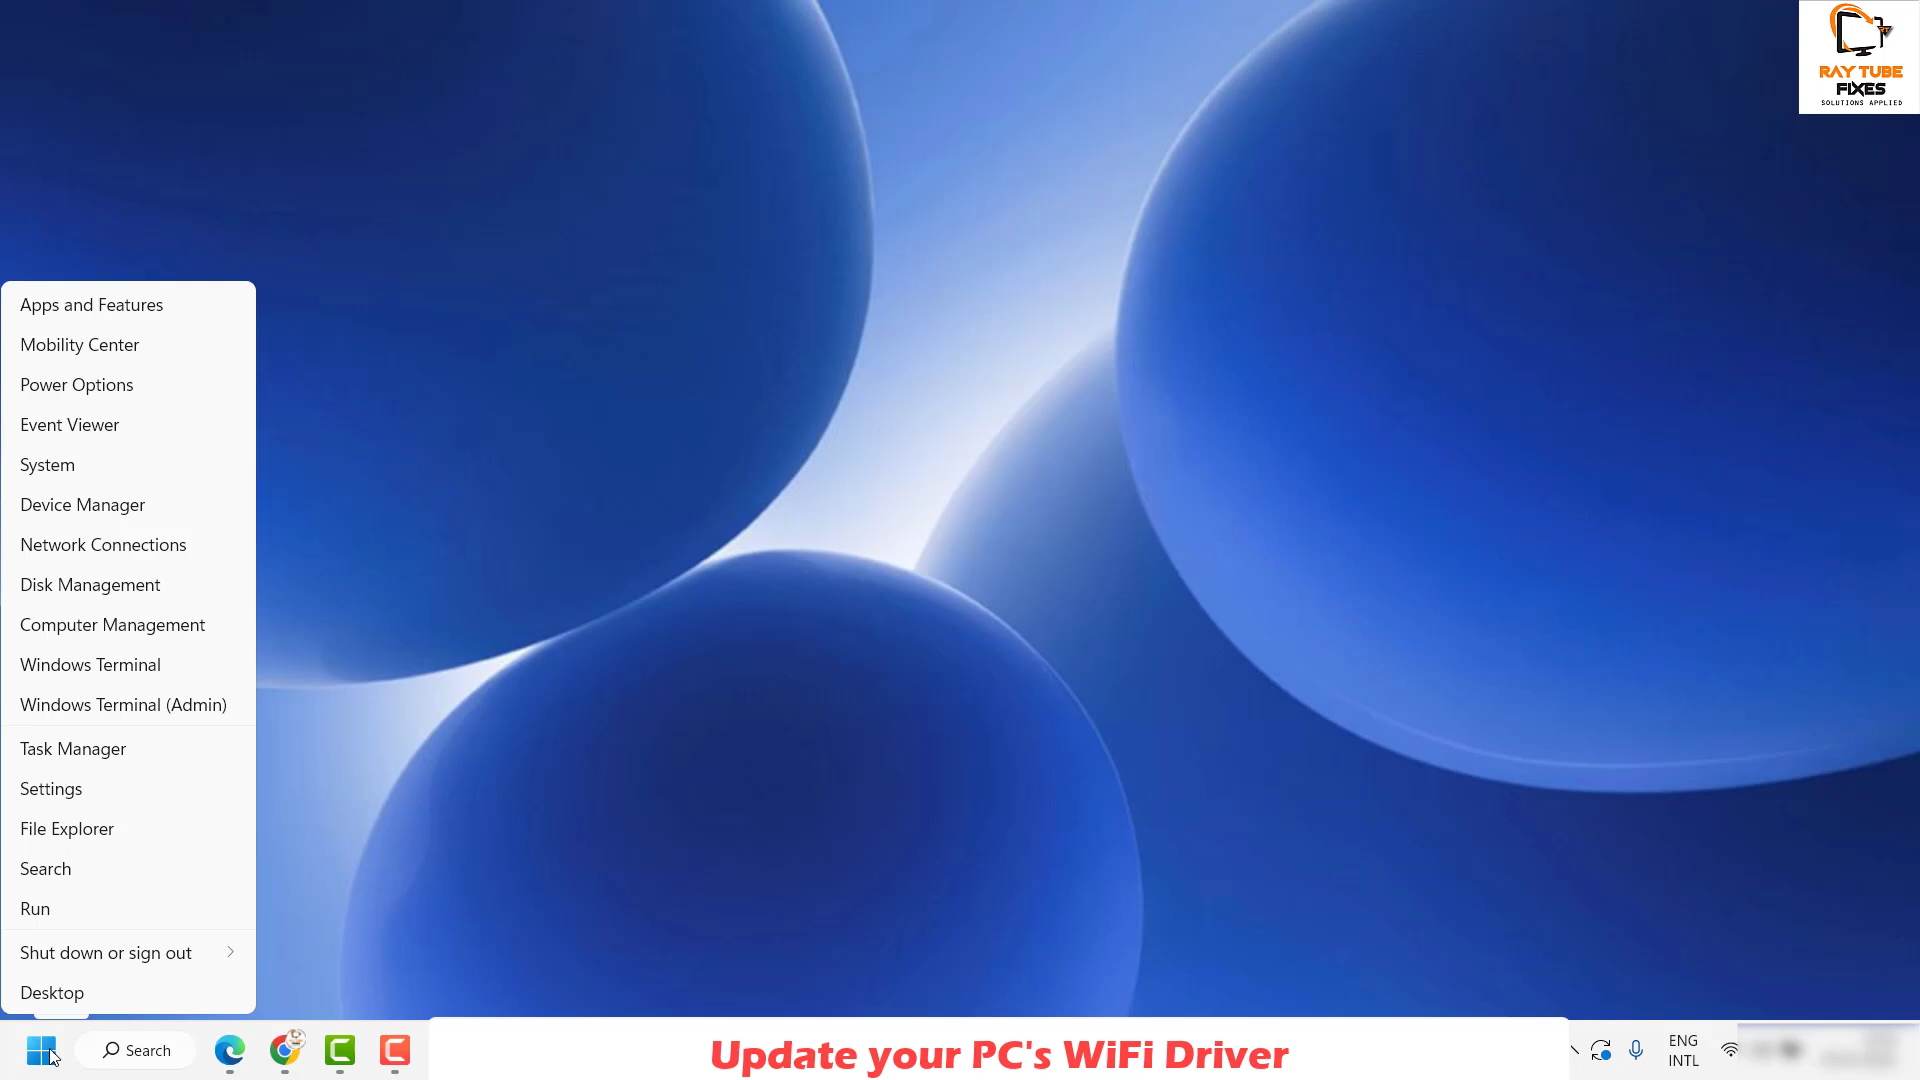 RAY TUBE
FIXES
SOLUTIONS APPLIED
Apps and Features
Mobility Center
Power Options
Event Viewer
System
Device Manager
Network Connections
Disk Management
Computer Management
Windows Terminal
Windows Terminal (Admin)
Task Manager
Settings
File Explorer
Search
Run
Shut down or sign out
Desktop
Search
Update your PC's WiFi Driver
ENG
INTL